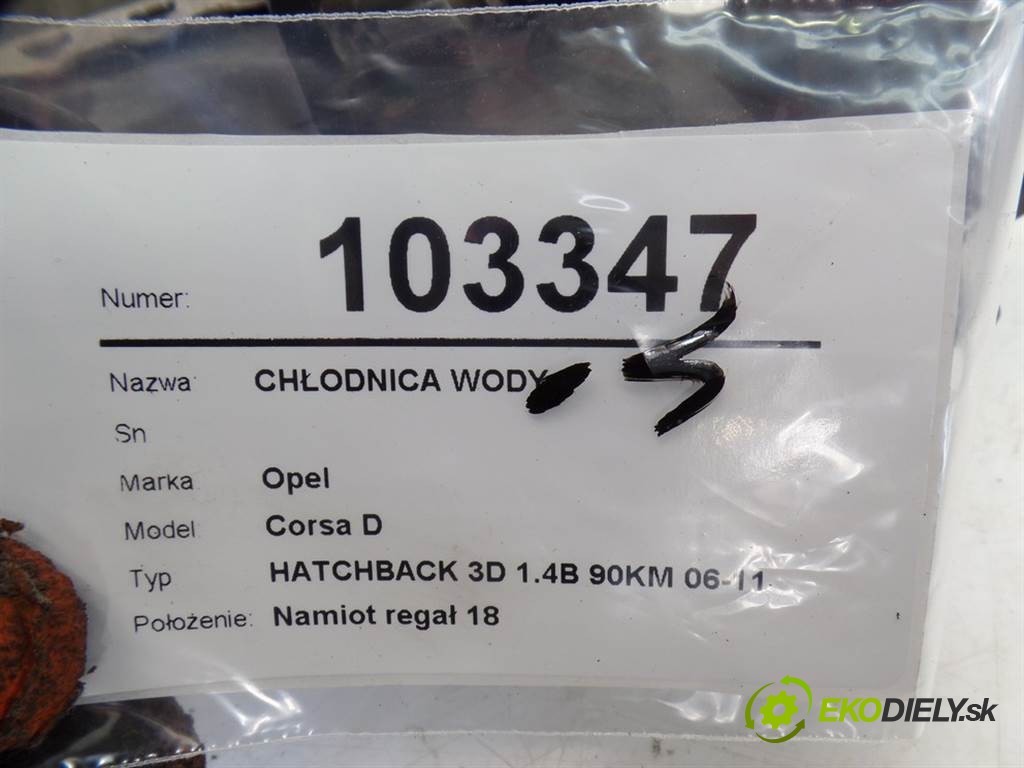 Numer: 103347
Nazwa CHŁODNICA WODY
Sn
Marka Opel
Model Corsa D
Typ HATCHBACK 3D 1.4B 90KM 06-11
Położenie: Namiot regał 18
EKODIELY.sk